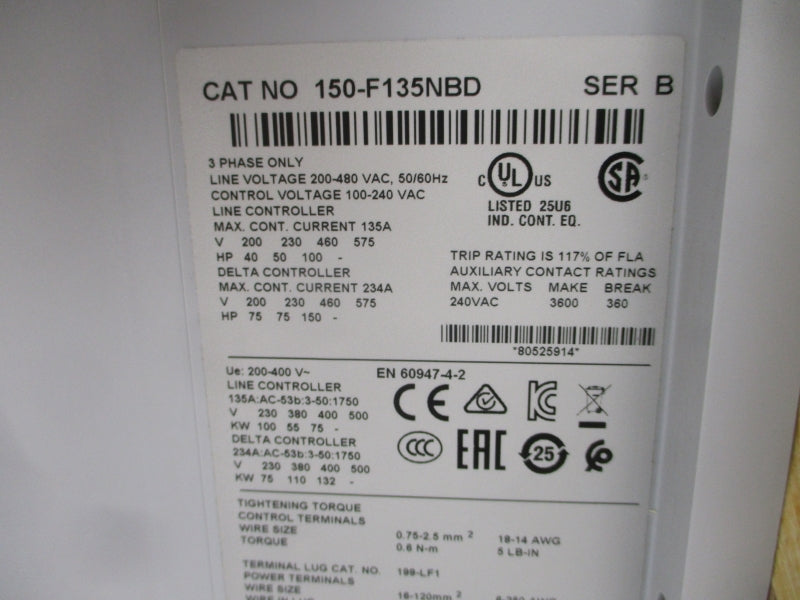 CAT NO 150-F135NBD SER B
3 PHASE ONLY
LINE VOLTAGE 200-480 VAC, 50/60Hz
CONTROL VOLTAGE 100-240 VAC
LINE CONTROLLER
MAX. CONT. CURRENT 135A
V 200 230 460 575
HP 40 50 100 -
DELTA CONTROLLER
MAX. CONT. CURRENT 234A
V 200 230 460 575
HP 75 75 150 -
C UL US
LISTED 25U6
IND. CONT. EQ.
SA
TRIP RATING IS 117% OF FLA
AUXILIARY CONTACT RATINGS
MAX. VOLTS MAKE BREAK
240VAC 3600 360
*80525914*
Ue: 200-400 V~
LINE CONTROLLER
135A:AC-53b:3-50:1750
V 230 380 400 500
KW 100 55 75 -
DELTA CONTROLLER
234A:AC-53b:3-50:1750
V 230 380 400 500
KW 75 110 132 -
EN 60947-4-2
CE
CCC EAC 25
TIGHTENING TORQUE
CONTROL TERMINALS
WIRE SIZE 0.75-2.5 mm 2 18-14 AWG
TORQUE 0.6 N-m 5 LB-IN
TERMINAL LUG CAT. NO. 199-LF1
POWER TERMINALS
WIRE SIZE 16-120mm 2